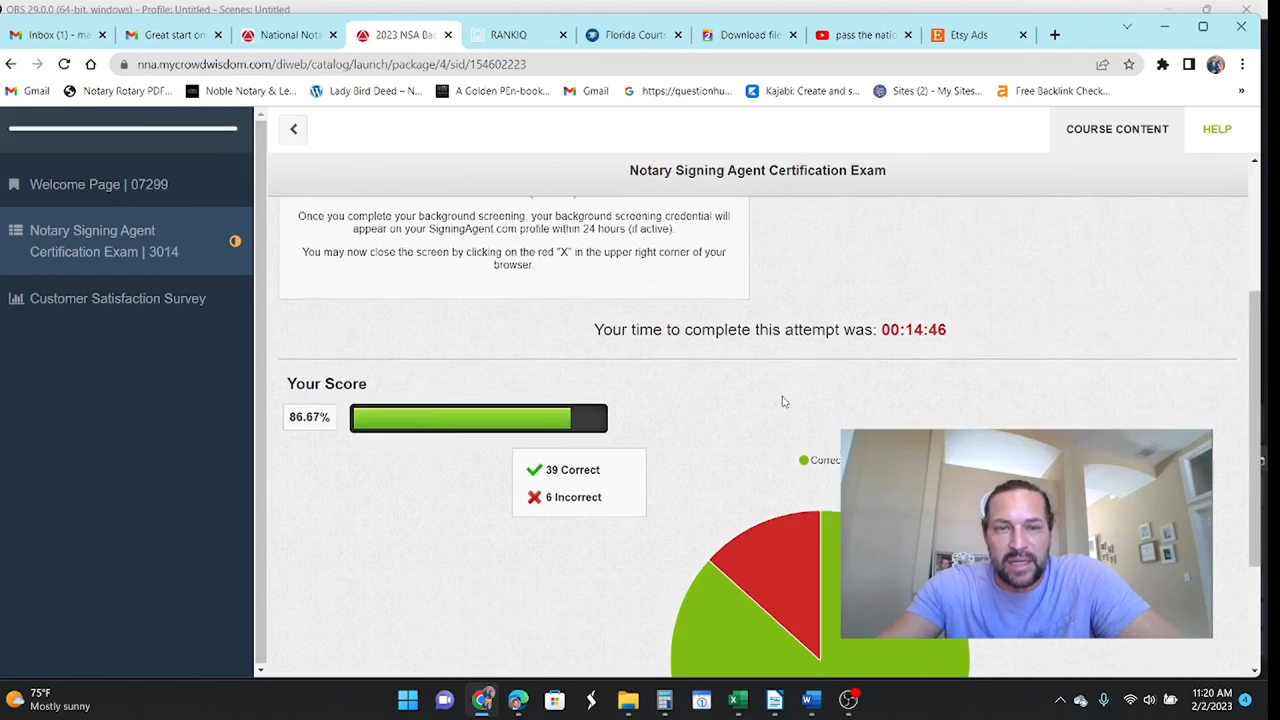 OBS 29.0.0 (64-bit, windows) - Profile: Untitled - Scenes: Untitled
Inbox (1) - m
Great start on
National Nota
2023 NSA Bac
RANKIQ
Florida Courts
Download file
pass the natio
Etsy Ads
nna.mycrowdwisdom.com/diweb/catalog/launch/package/4/sid/154602223
Gmail
Notary Rotary PDF...
Noble Notary & Le...
Lady Bird Deed – N...
A Golden PEn-book...
Gmail
https://questionhu...
Kajabi: Create and s...
Sites (2) - My Sites...
Free Backlink Check...
»
COURSE CONTENT
HELP
Notary Signing Agent Certification Exam
Welcome Page | 07299
Notary Signing Agent
Certification Exam | 3014
Customer Satisfaction Survey
Once you complete your background screening, your background screening credential will
appear on your SigningAgent.com profile within 24 hours (if active).
You may now close the screen by clicking on the red "X" in the upper right corner of your
browser.
Your time to complete this attempt was: 00:14:46
Your Score
86.67%
39 Correct
6 Incorrect
Correc
75°F
Mostly sunny
11:20 AM
2/2/2023